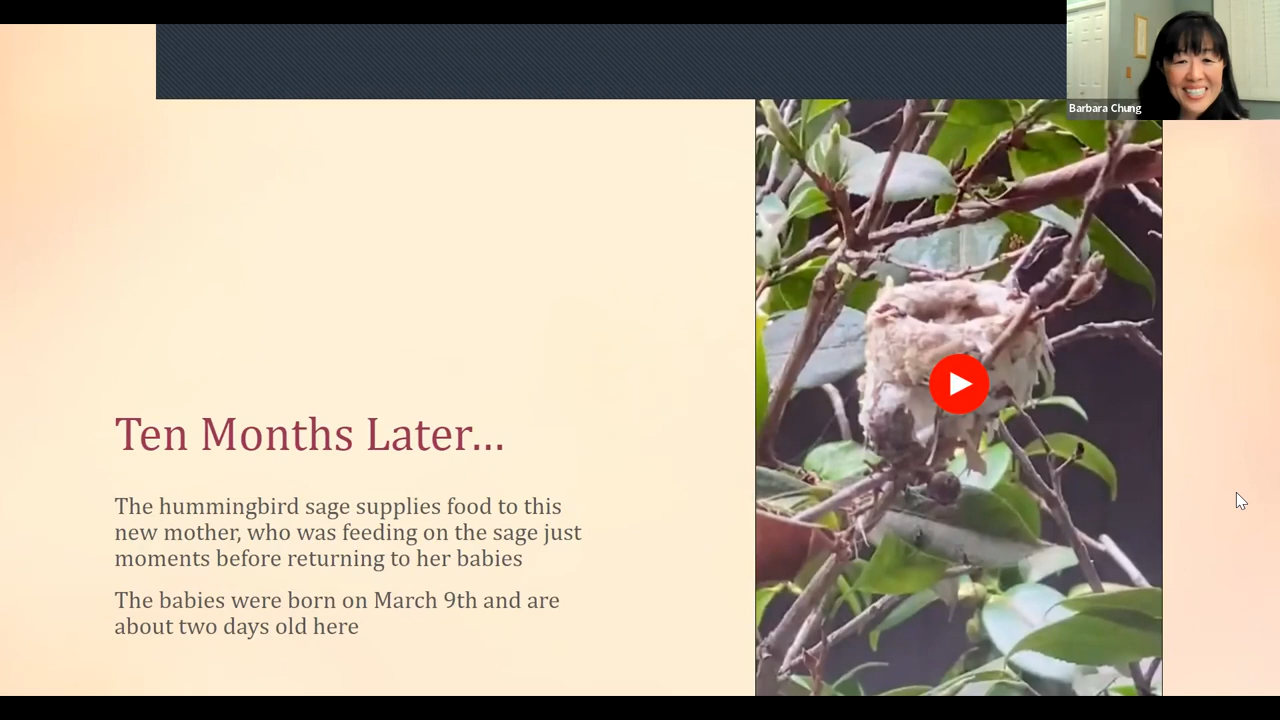 Barbara Chung
Ten Months Later...
The hummingbird sage supplies food to this
new mother, who was feeding on the sage just
moments before returning to her babies
The babies were born on March 9th and are
about two days old here